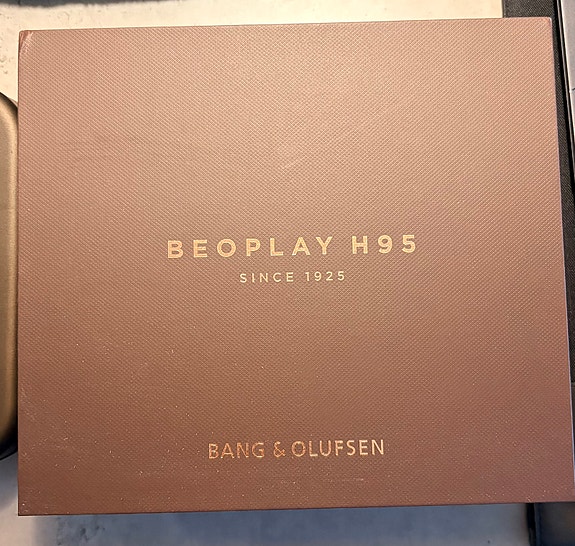 BEOPLAY H95
SINCE 1925
BANG & OLUFSEN